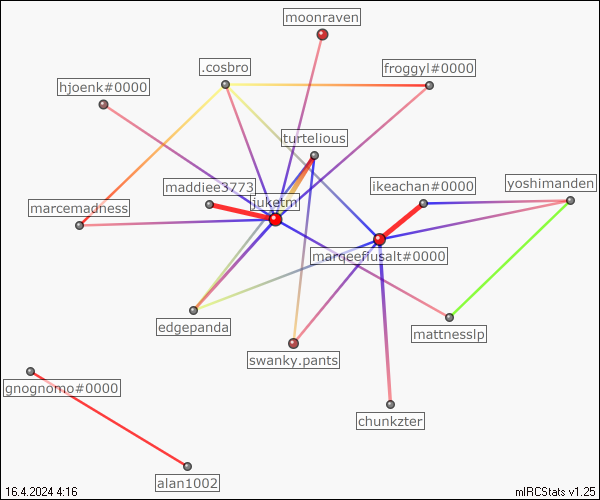 moonraven
.cosbro
froggyl#0000
hjoenk#0000
turtelious
maddiee3773
ikeachan#0000
yoshimanden
juketm
marcemadness
marqeeflusalt#0000
edgepanda
mattnesslp
swanky.pants
gnognomo#0000
chunkzter
alan1002
16.4.2024 4:16
mIRCStats v1.25